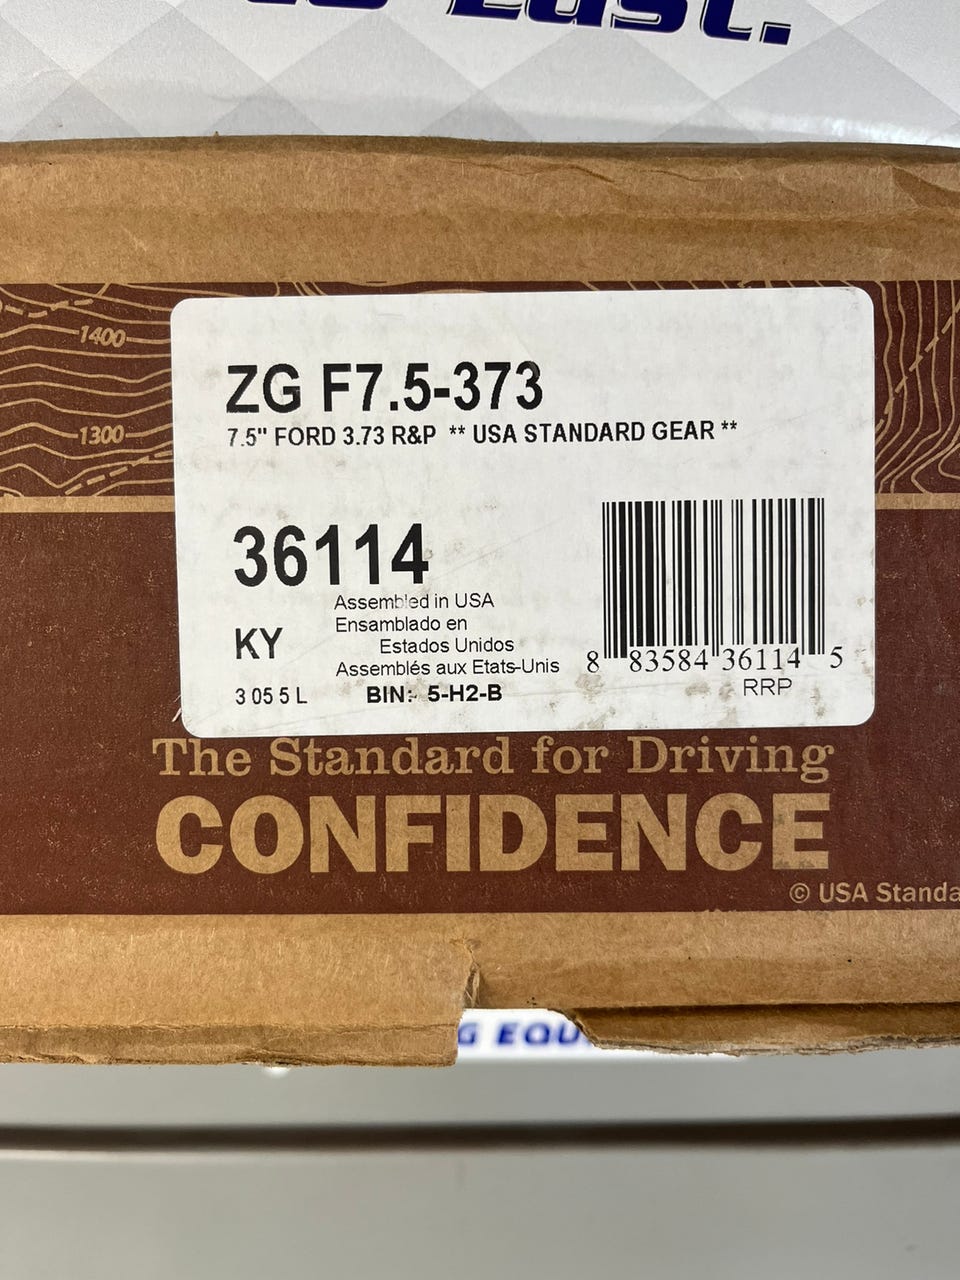 Last.
1400
1300
ZG F7.5-373
7.5" FORD 3.73 R&P ** USA STANDARD GEAR **
36114
Assembled in USA
Ensamblado en
Estados Unidos
Assemblés aux Etats-Unis
KY
3 05 5 L
BIN:- 5-H2-B
8 83584 36114 5
RRP
The Standard for Driving
CONFIDENCE
© USA Standa
G EQU